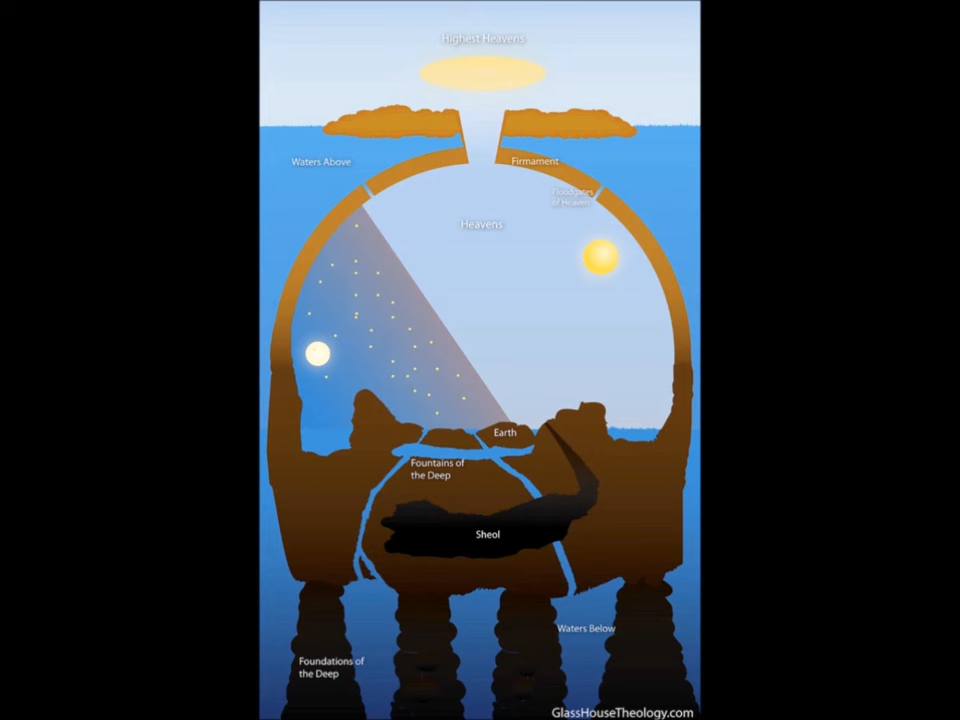 Highest Heavens
Waters Above
Firmament
Floodgates
of Heaven
Heavens
Earth
Fountains of
the Deep
Sheol
Waters Below
Foundations of
the Deep
GlassHouseTheology.com